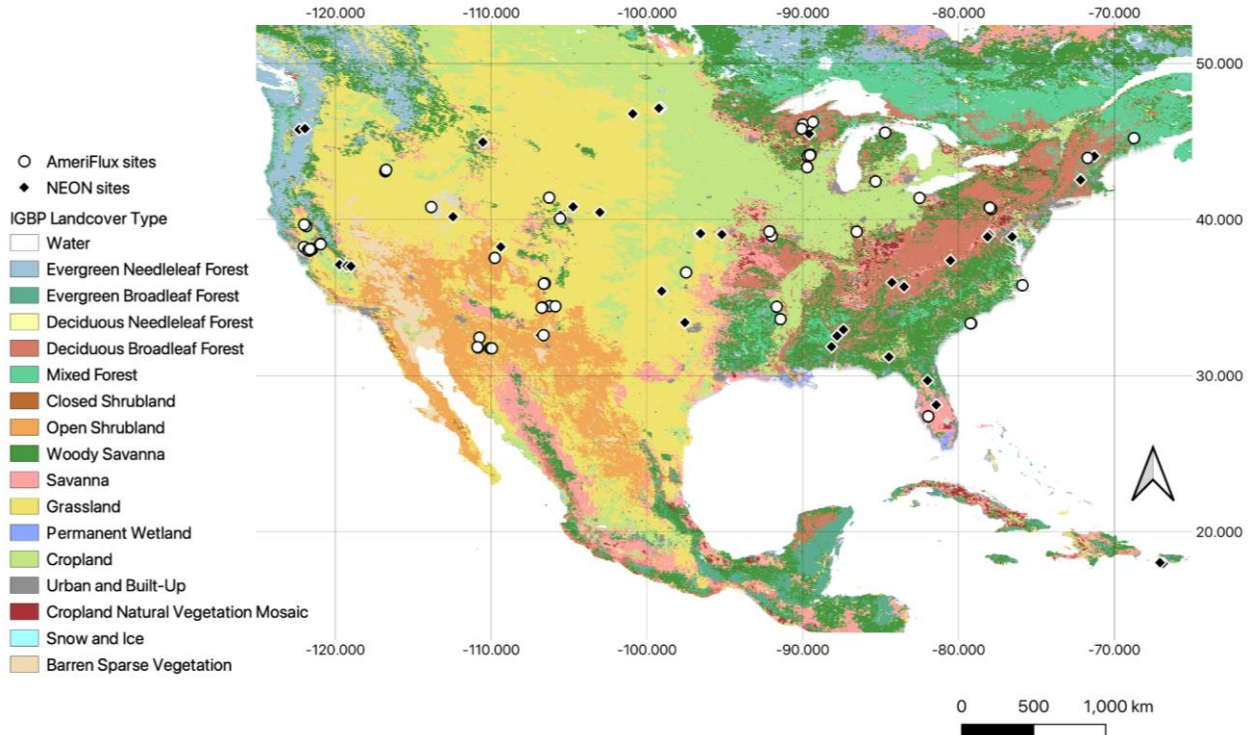 -120.000 -110.000 -100.000 -90.000 -80.000 -70.000
50.000
40.000
30.000
20.000
AmeriFlux sites
NEON sites
IGBP Landcover Type
Water
Evergreen Needleleaf Forest
Evergreen Broadleaf Forest
Deciduous Needleleaf Forest
Deciduous Broadleaf Forest
Mixed Forest
Closed Shrubland
Open Shrubland
Woody Savanna
Savanna
Grassland
Permanent Wetland
Cropland
Urban and Built-Up
Cropland Natural Vegetation Mosaic
Snow and Ice
Barren Sparse Vegetation
-120.000 -110.000 -100.000 -90.000 -80.000 -70.000
0 500 1,000 km